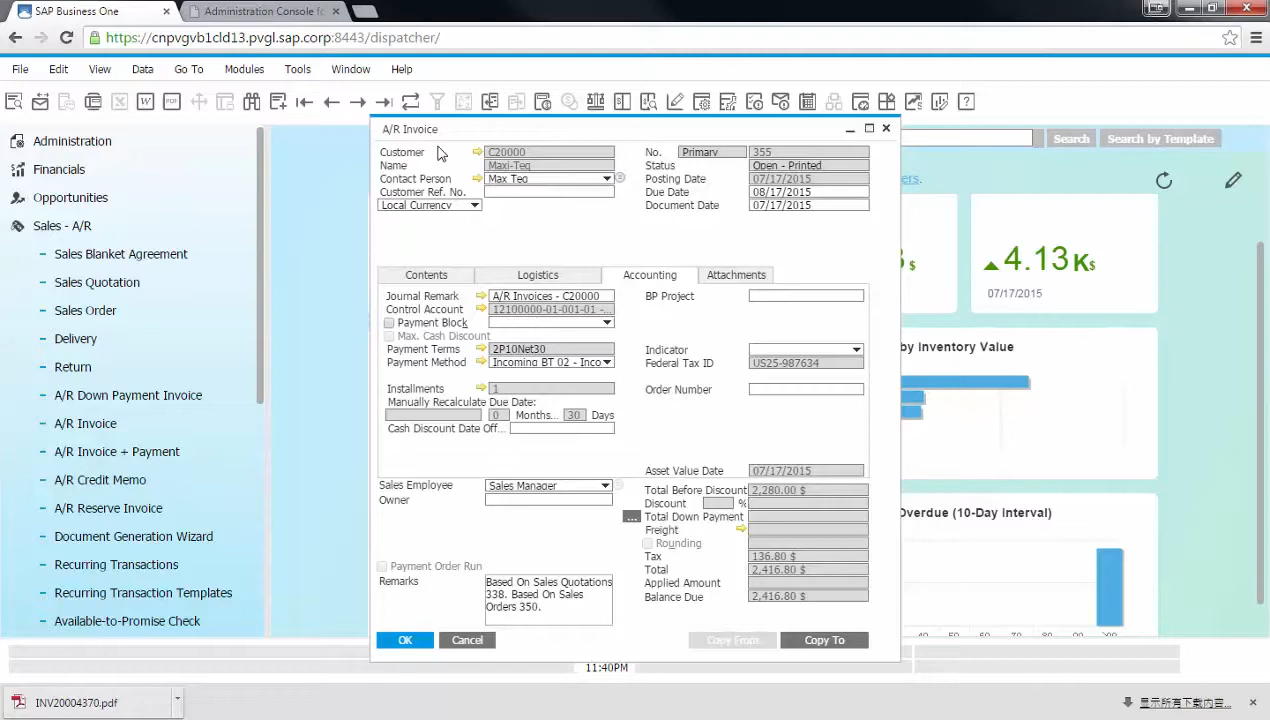 SAP Business One
Administration Console fo
https://cnpvgvb1cld13.pvgl.sap.corp:8443/dispatcher/
File Edit View Data Go To Modules Tools Window Help
Administration
Financials
Opportunities
Sales - A/R
Sales Blanket Agreement
Sales Quotation
Sales Order
Delivery
Return
A/R Down Payment Invoice
A/R Invoice
A/R Invoice + Payment
A/R Credit Memo
A/R Reserve Invoice
Document Generation Wizard
Recurring Transactions
Recurring Transaction Templates
Available-to-Promise Check
A/R Invoice
Customer C20000
Name Maxi-Teq
Contact Person Max Teq
Customer Ref. No.
Local Currency
No. Primary 355
Status Open - Printed
Posting Date 07/17/2015
Due Date 08/17/2015
Document Date 07/17/2015
Contents Logistics Accounting Attachments
Journal Remark A/R Invoices - C20000
Control Account 12100000-01-001-01 -...
Payment Block
Max. Cash Discount
Payment Terms 2P10Net30
Payment Method Incoming BT 02 - Inco
Installments 1
Manually Recalculate Due Date:
0 Months... 30 Days
Cash Discount Date Off...
BP Project
Indicator
Federal Tax ID US25-987634
Order Number
Asset Value Date 07/17/2015
Sales Employee Sales Manager
Owner
Payment Order Run
Remarks Based On Sales Quotations
338. Based On Sales
Orders 350.
Total Before Discount 2,280.00 $
Discount %
Total Down Payment
...
Freight
Rounding
Tax 136.80 $
Total 2,416.80 $
Applied Amount
Balance Due 2,416.80 $
OK Cancel Copy From Copy To
11:40PM
Search Search by Template
ers.
$
4.13 K$
07/17/2015
by Inventory Value
Overdue (10-Day Interval)
INV20004370.pdf
显示所有下载内容...